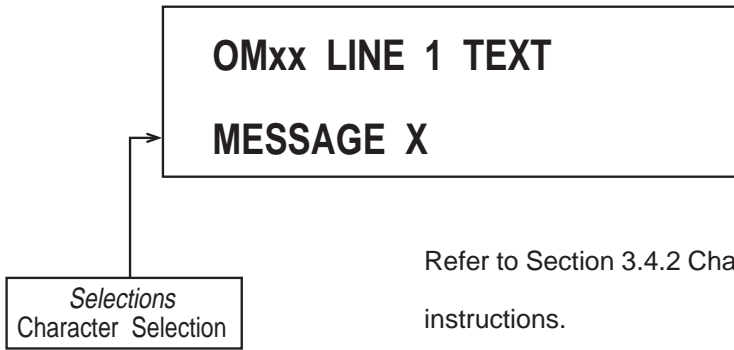 OMxx LINE 1 TEXT
MESSAGE X
Refer to Section 3.4.2
instructions.
Selections
Character Selection